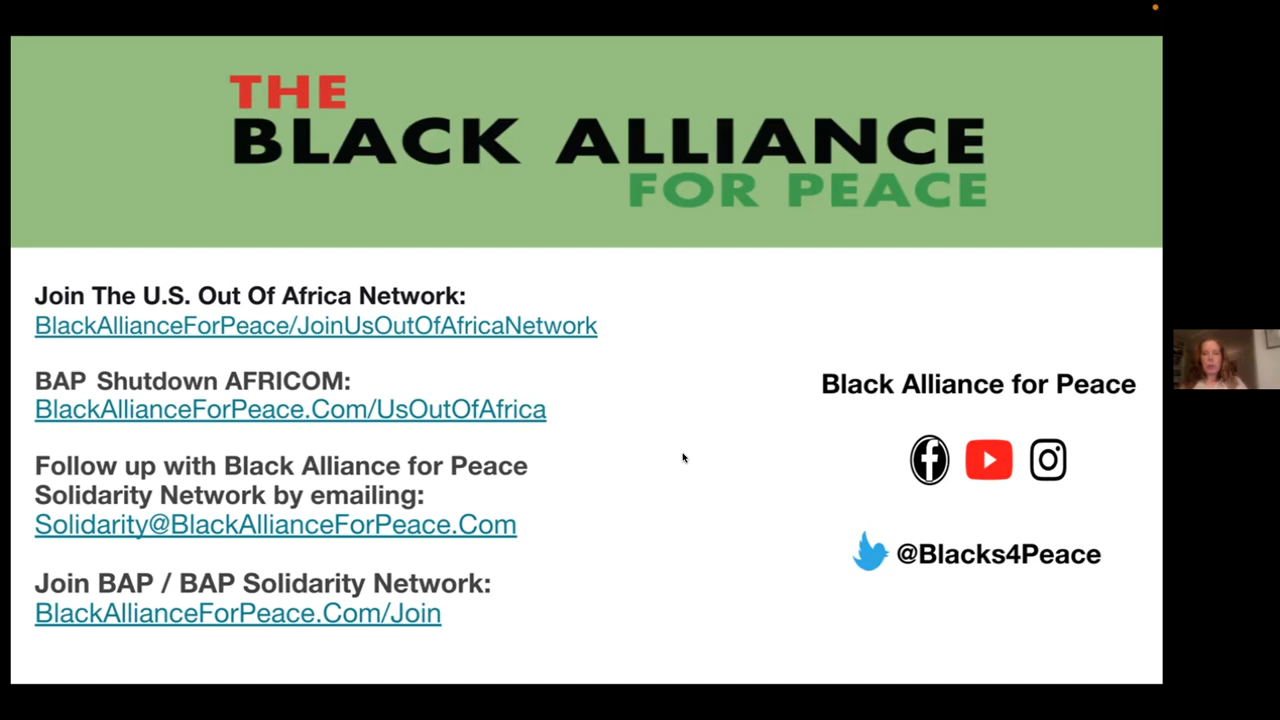 THE
BLACK ALLIANCE
FOR PEACE
Join The U.S. Out Of Africa Network:
BlackAllianceForPeace/JoinUsOutOfAfricaNetwork
BAP Shutdown AFRICOM:
BlackAllianceForPeace.Com/UsOutOfAfrica
Follow up with Black Alliance for Peace
Solidarity Network by emailing:
Solidarity@BlackAllianceForPeace.Com
Join BAP / BAP Solidarity Network:
BlackAllianceForPeace.Com/Join
Black Alliance for Peace
@Blacks4Peace